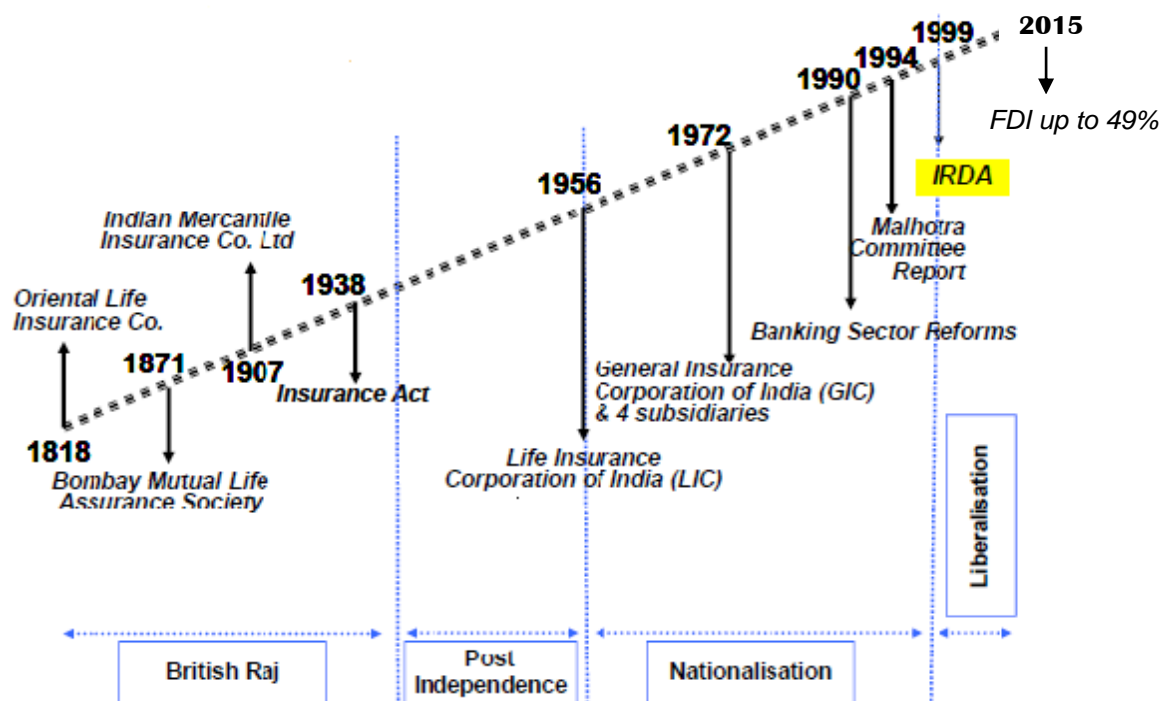 2015
FDI up to 49%
1999
IRDA
1994
Malhotra
Committee
Report
1990
Banking Sector Reforms
1972
General Insurance
Corporation of India (GIC)
& 4 subsidiaries
1956
Life Insurance
Corporation of India (LIC)
1938
Insurance Act
Indian Mercantile
Insurance Co. Ltd
1907
1871
Bombay Mutual Life
Assurance Society
Oriental Life
Insurance Co.
1818
British Raj
Post
Independence
Nationalisation
Liberalisation